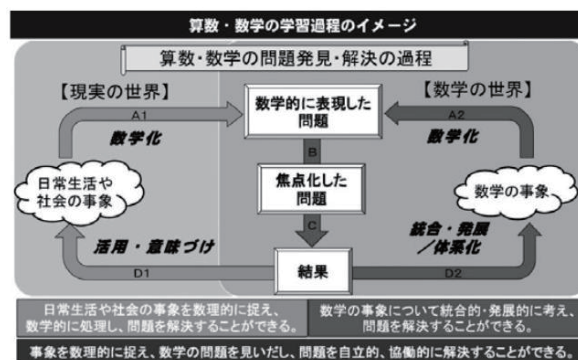 算数・数学の学習過程のイメージ
算数・数学の問題発見・解決の過程
【現実の世界】
【数学の世界】
A1
数学的に表現した
問題
A2
数学化
数学化
B
日常生活や
社会の事象
焦点化した
問題
数学の事象
C
活用・意味づけ
統合・発展
/体系化
D1
結果
D2
日常生活や社会の事象を数理的に捉え、
数学的に処理し、問題を解決することができる。
数学の事象について統合的・発展的に考え、
問題を解決することができる。
事象を数理的に捉え、数学の問題を見いだし、問題を自立的、協働的に解決することができる。